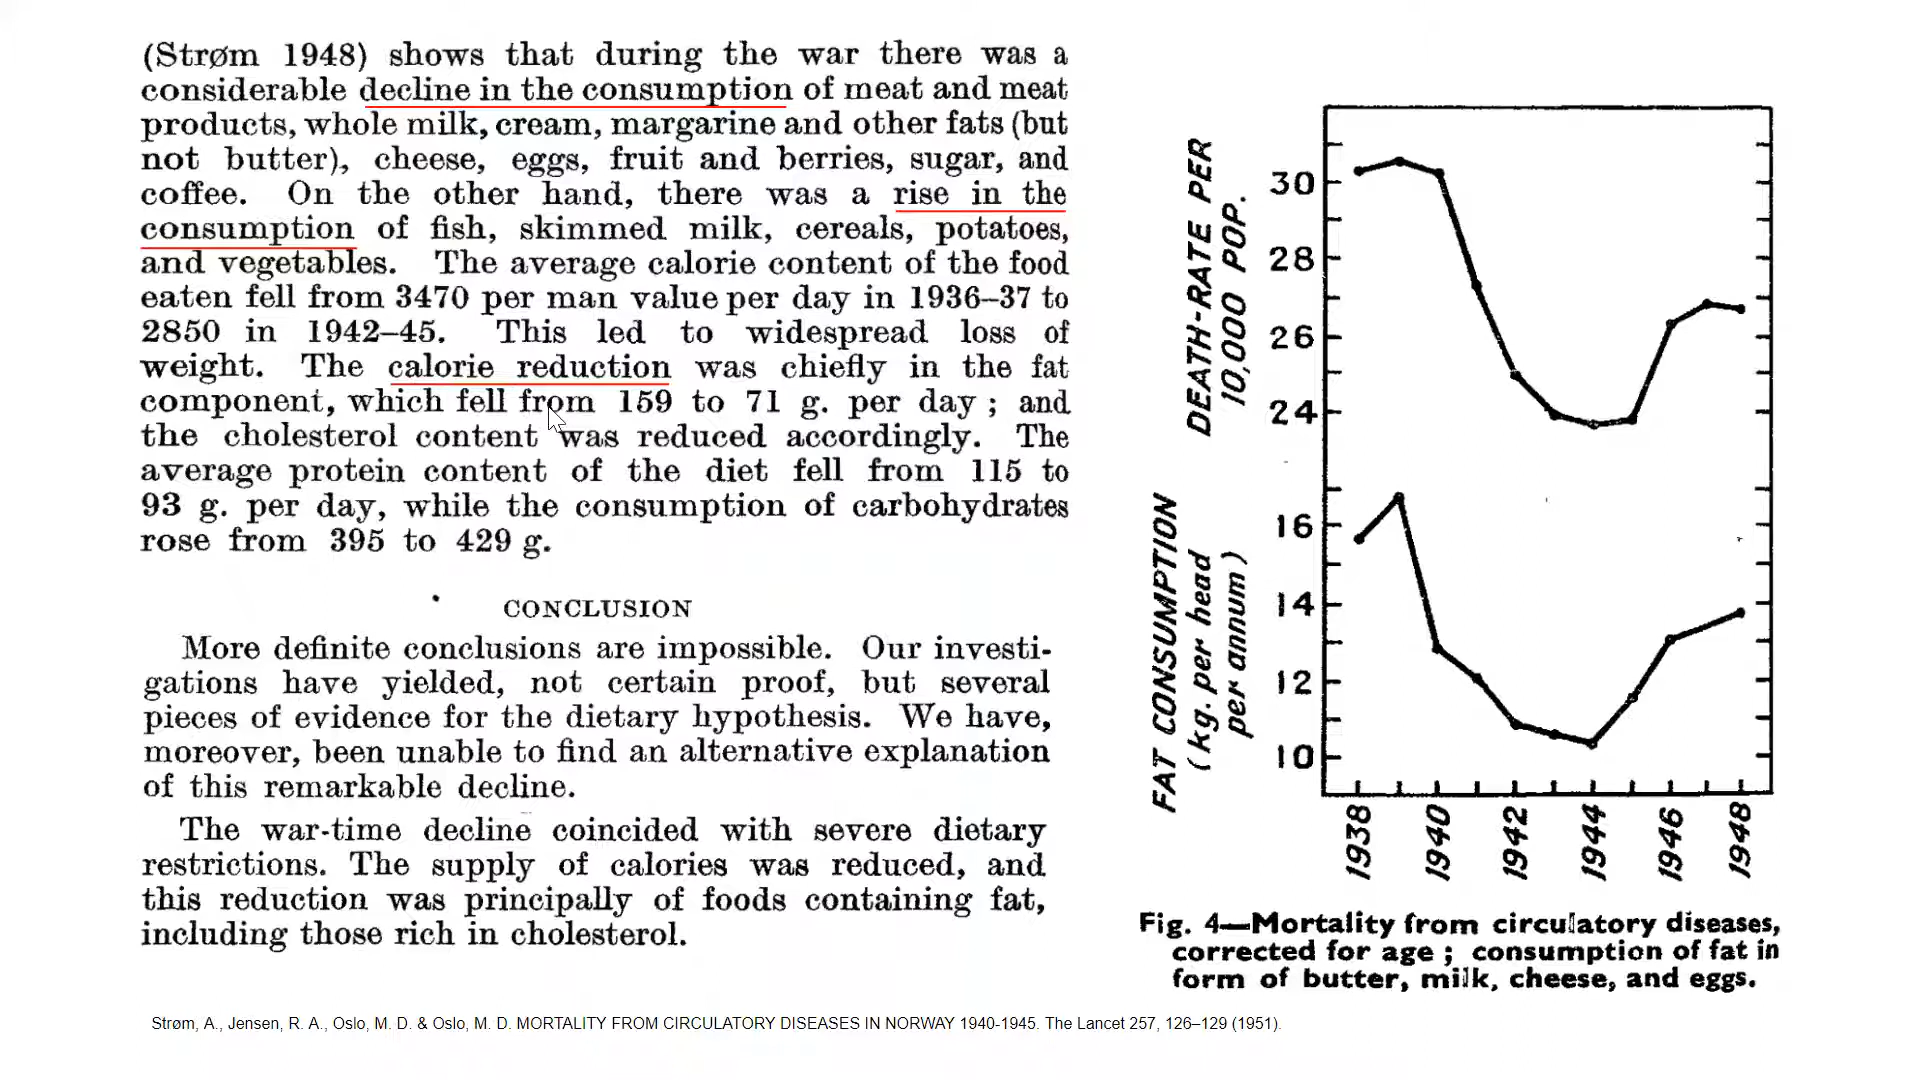 (Strøm 1948) shows that during the war there was a
considerable decline in the consumption of meat and meat
products, whole milk, cream, margarine and other fats (but
not butter), cheese, eggs, fruit and berries, sugar, and
coffee. On the other hand, there was a rise in the
consumption of fish, skimmed milk, cereals, potatoes,
and vegetables. The average calorie content of the food
eaten fell from 3470 per man value per day in 1936–37 to
2850 in 1942–45. This led to widespread loss of
weight. The calorie reduction was chiefly in the fat
component, which fell from 159 to 71 g. per day ; and
the cholesterol content was reduced accordingly. The
average protein content of the diet fell from 115 to
93 g. per day, while the consumption of carbohydrates
rose from 395 to 429 g.
CONCLUSION
More definite conclusions are impossible. Our investi-
gations have yielded, not certain proof, but several
pieces of evidence for the dietary hypothesis. We have,
moreover, been unable to find an alternative explanation
of this remarkable decline.
The war-time decline coincided with severe dietary
restrictions. The supply of calories was reduced, and
this reduction was principally of foods containing fat,
including those rich in cholesterol.
DEATH-RATE PER
10,000 POP.
30
28
26
24
FAT CONSUMPTION
(kg. per head
per annum)
16
14
12
10
1938
1940
1942
1944
1946
1948
Fig. 4—Mortality from circulatory diseases,
corrected for age ; consumption of fat in
form of butter, milk, cheese, and eggs.
Strøm, A., Jensen, R. A., Oslo, M. D. & Oslo, M. D. MORTALITY FROM CIRCULATORY DISEASES IN NORWAY 1940-1945. The Lancet 257, 126–129 (1951).